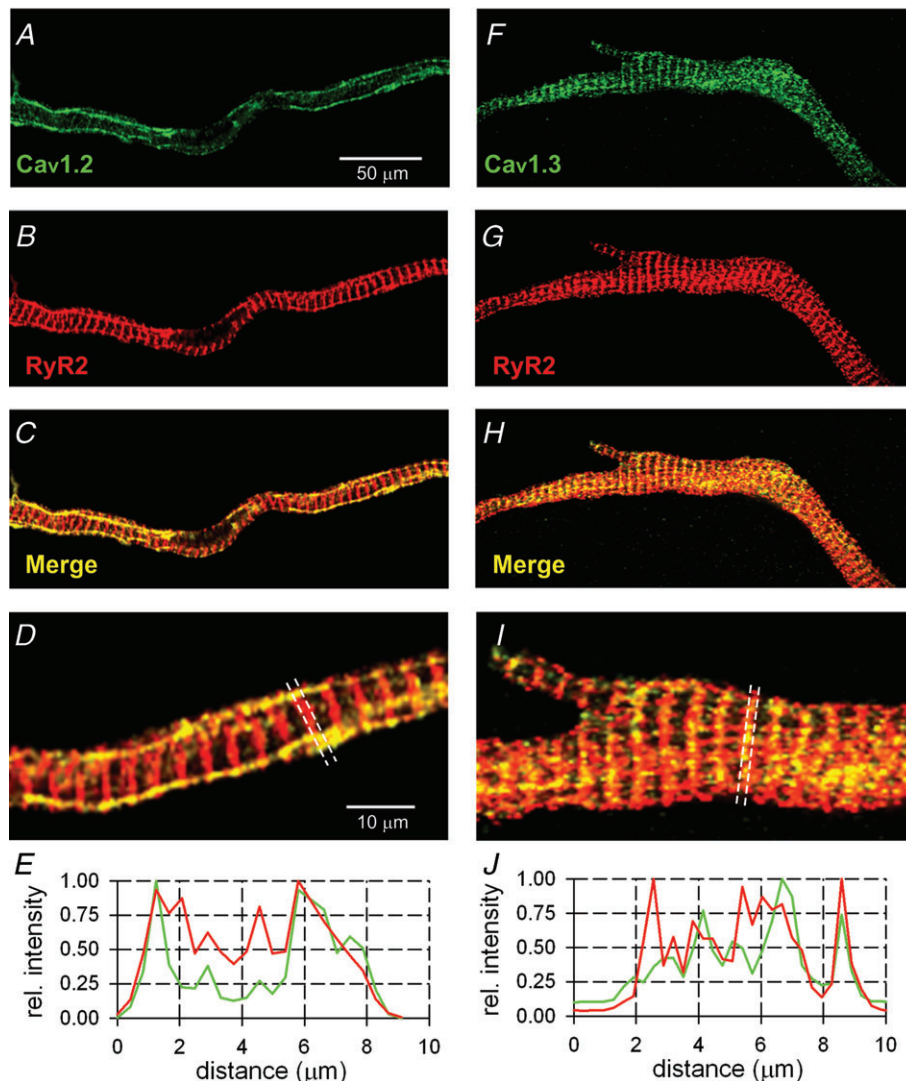 A
Cav1.2
50 μm
B
RyR2
C
Merge
D
10 μm
E
rel. intensity
1.00
0.75
0.50
0.25
0.00
0 2 4 6 8 10
distance (μm)
F
Cav1.3
G
RyR2
H
Merge
I
J
rel. intensity
1.00
0.75
0.50
0.25
0.00
0 2 4 6 8 10
distance (μm)